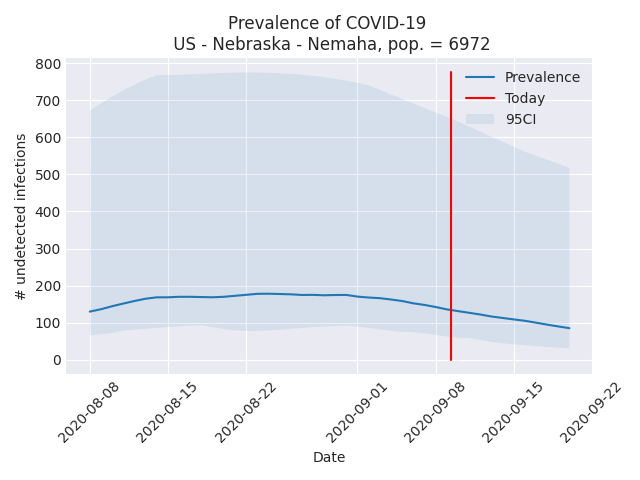 Prevalence of COVID-19
US - Nebraska - Nemaha, pop. = 6972
800
700
600
500
400
300
200
100
0
# undetected infections
Prevalence
Today
95CI
2020-08-08
2020-08-15
2020-08-22
2020-09-01
2020-09-08
2020-09-15
2020-09-22
Date